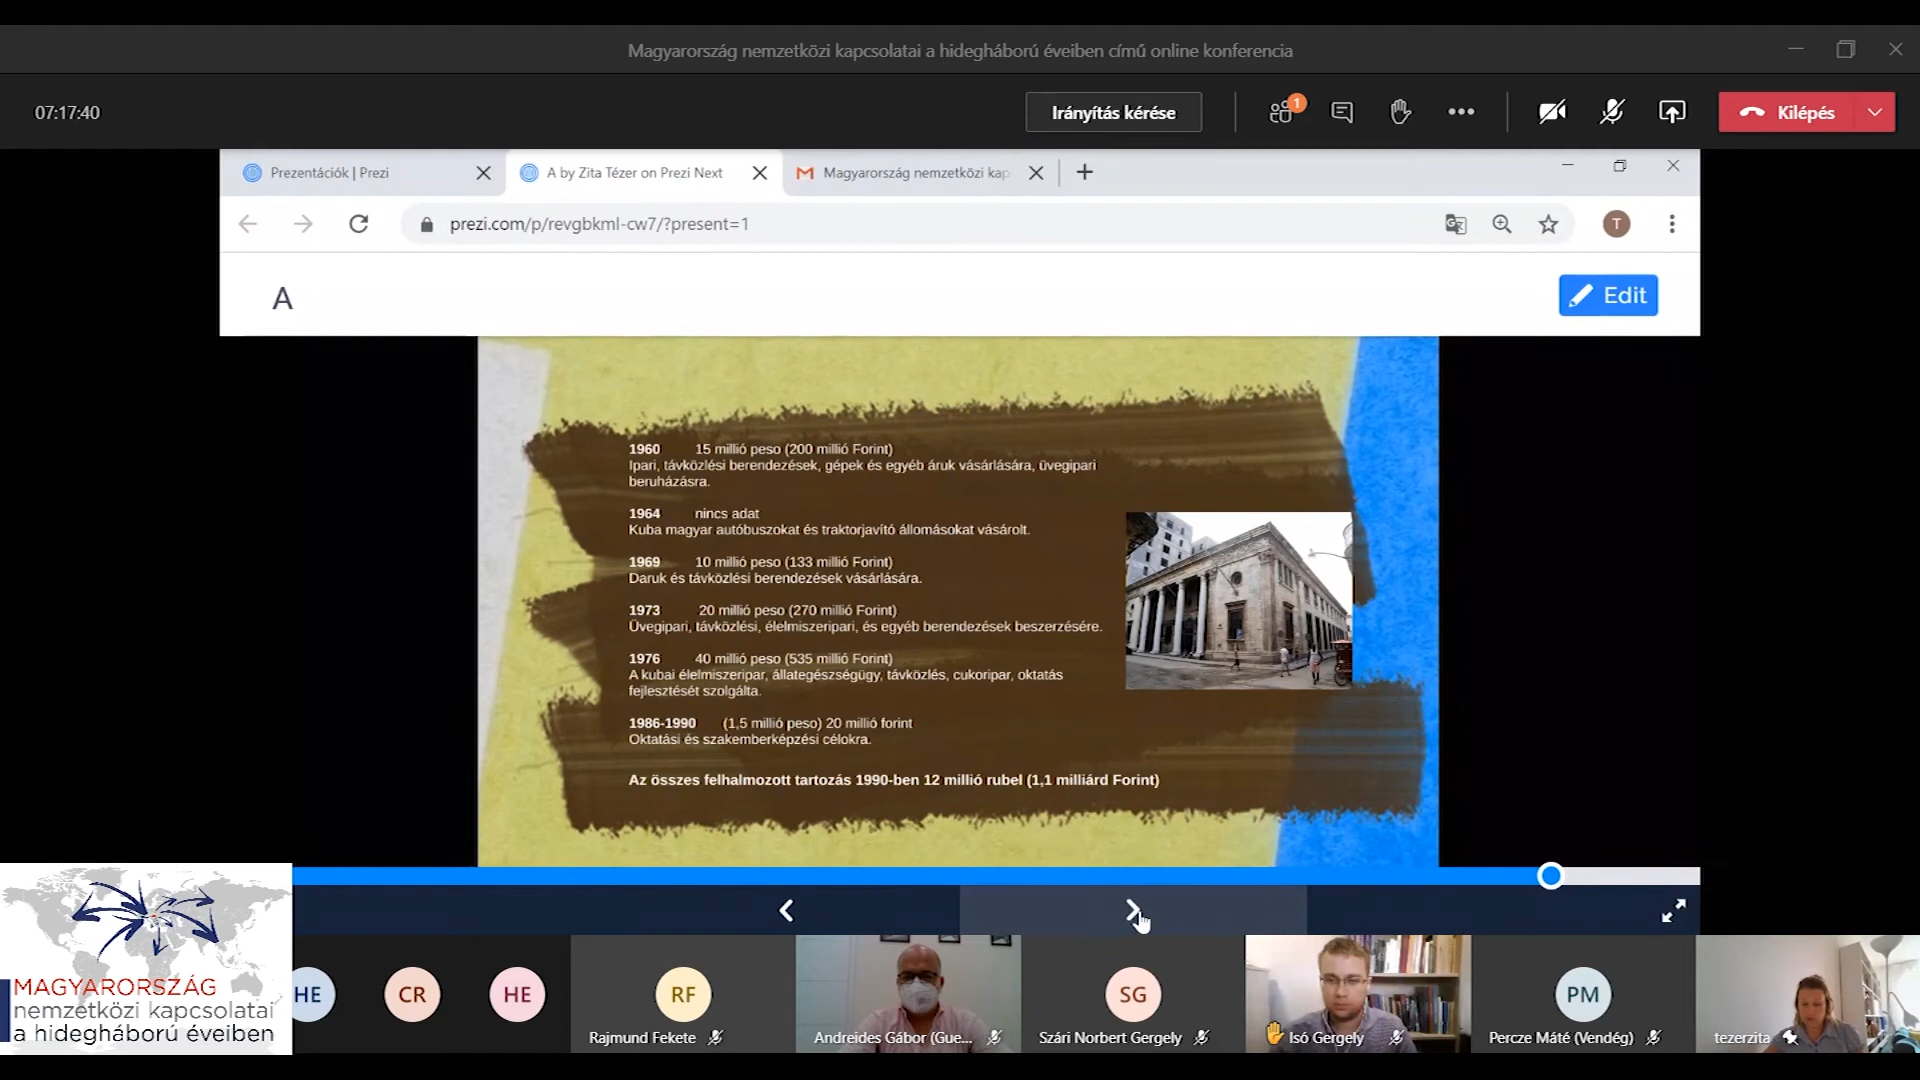 Magyarország nemzetközi kapcsolatai a hidegháború éveiben című online konferencia
07:17:40
Irányítás kérése
1
Kilépés
Prezentációk | Prezi
A by Zita Tézer on Prezi Next
Magyarország nemzetközi kap
prezi.com/p/revgbkml-cw7/?present=1
T
A
Edit
1960 15 millió peso (200 millió Forint)
Ipari, távközlési berendezések, gépek és egyéb áruk vásárlására, üvegipari
beruházásra.
1964 nincs adat
Kuba magyar autóbuszokat és traktorjavító állomásokat vásárolt.
1969 10 millió peso (133 millió Forint)
Daruk és távközlési berendezések vásárlására.
1973 20 millió peso (270 millió Forint)
Üvegipari, távközlési, élelmiszeripari, és egyéb berendezések beszerzésére.
1976 40 millió peso (535 millió Forint)
A kubai élelmiszeripar, állategészségügy, távközlés, cukoripar, oktatás
fejlesztését szolgálta.
1986-1990 (1,5 millió peso) 20 millió forint
Oktatási és szakemberképzési célokra.
Az összes felhalmozott tartozás 1990-ben 12 millió rubel (1,1 milliárd Forint)
MAGYARORSZÁG
nemzetközi kapcsolatai
a hidegháború éveiben
HE
CR
HE
RF
SG
PM
Rajmund Fekete
Andreides Gábor (Gue...
Szári Norbert Gergely
Isó Gergely
Percze Máté (Vendég)
tezerzita